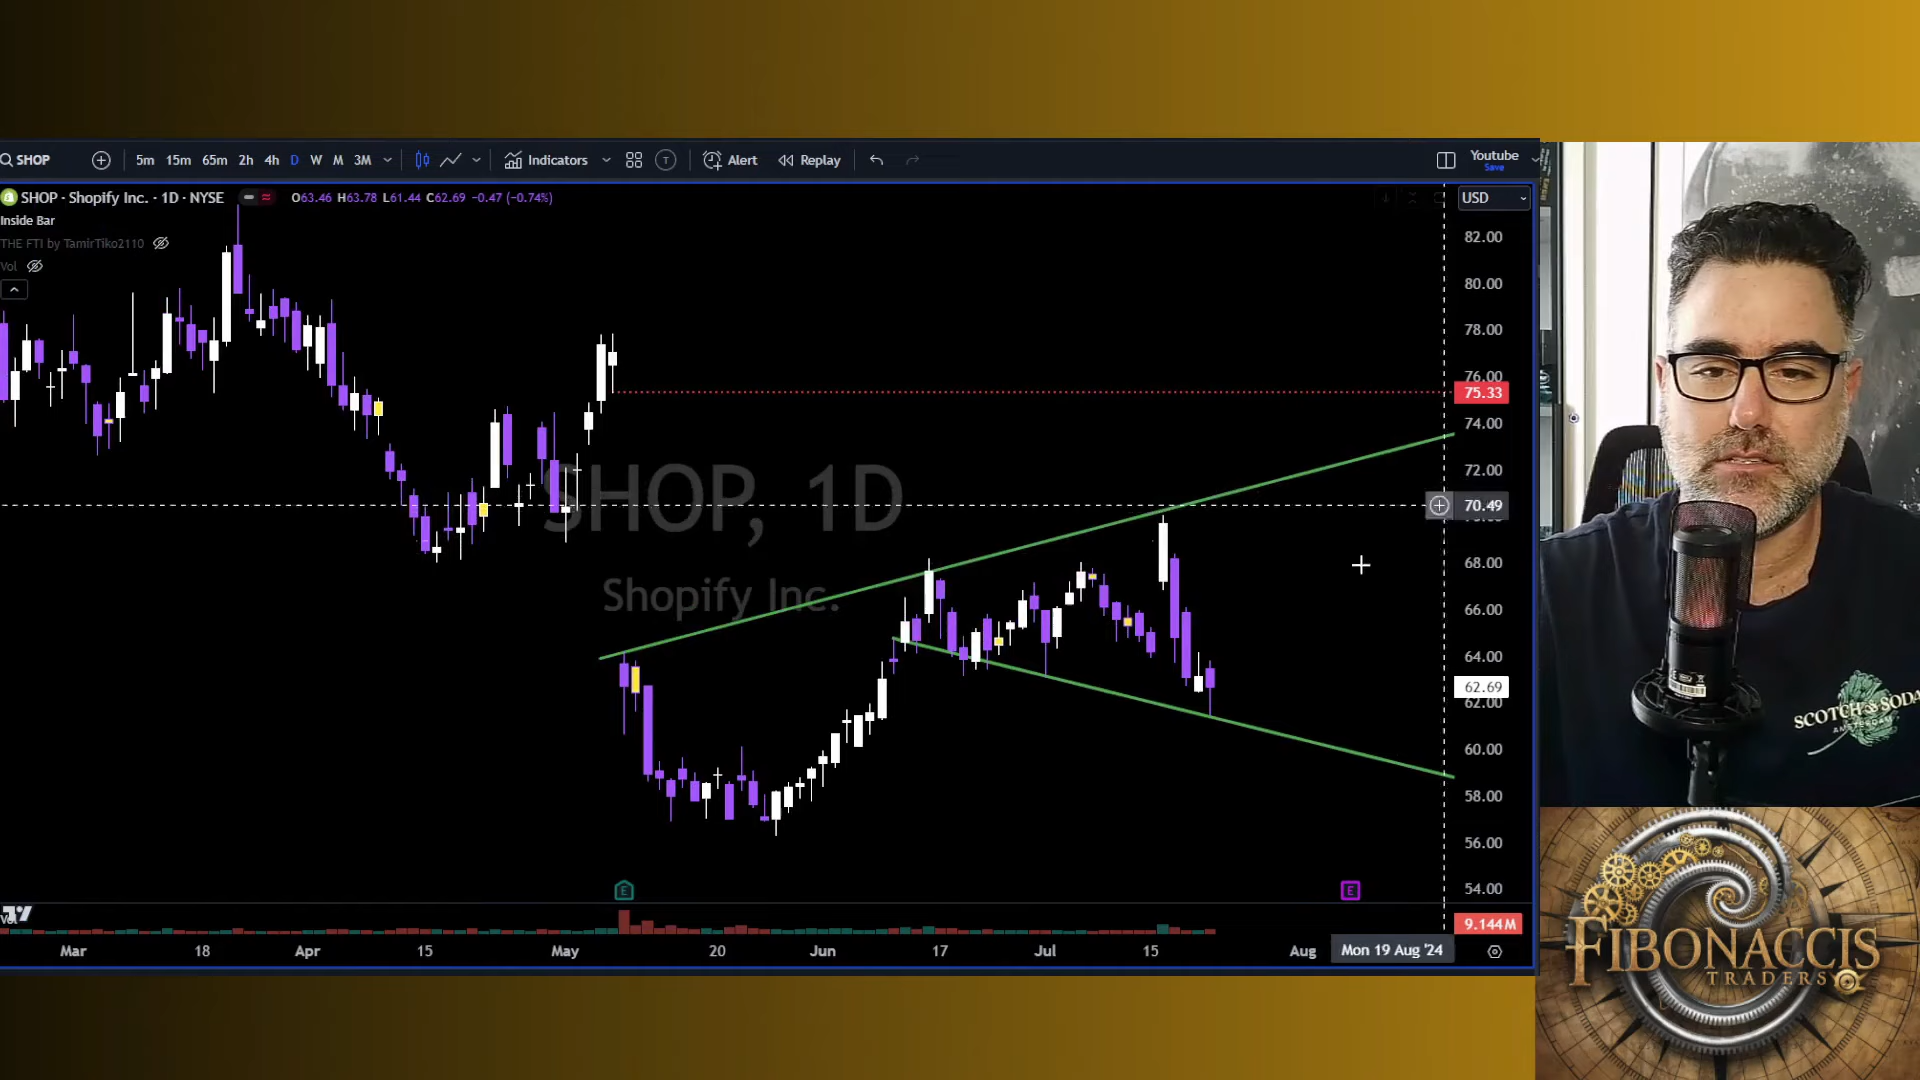 SHOP
5m 15m 65m 2h 4h D W M 3M
Indicators
T
Alert
Replay
Youtube
Save
SHOP · Shopify Inc. · 1D · NYSE
O63.46 H63.78 L61.44 C62.69 -0.47 (-0.74%)
USD
Inside Bar
THE FTI by TamirTiko2110
Vol
82.00
80.00
78.00
76.00
75.33
74.00
72.00
70.49
68.00
66.00
64.00
62.69
62.00
60.00
58.00
56.00
54.00
SHOP, 1D
Shopify Inc.
E
E
9.144M
Mar 18 Apr 15 May 20 Jun 17 Jul 15 Aug Mon 19 Aug '24
SCOTCH & SODA
AMSTERDAM
FIBONACCIS
TRADERS